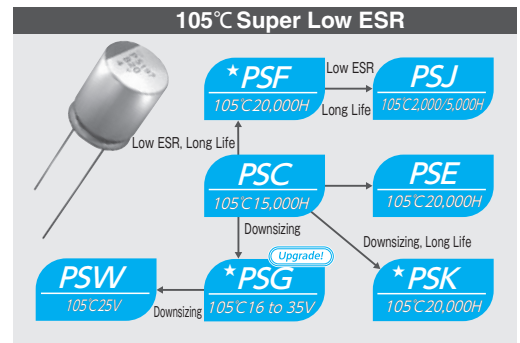 105℃ Super Low ESR
★PSF
105℃20,000H
Low ESR
Long Life
PSJ
105℃2,000/5,000H
Low ESR, Long Life
PSC
105℃15,000H
PSE
105℃20,000H
Downsizing
Downsizing, Long Life
Upgrade!
PSW
105℃25V
Downsizing
★PSG
105℃16 to 35V
★PSK
105℃20,000H